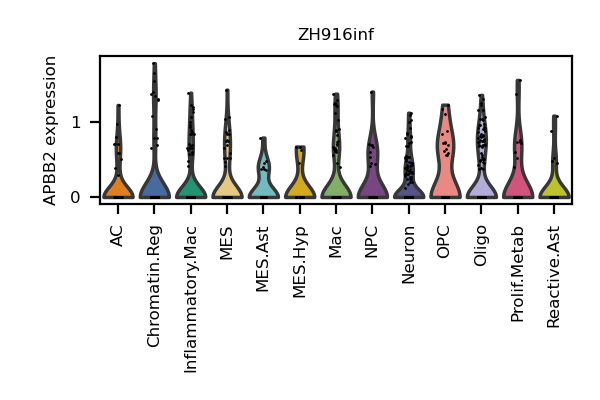 ZH916inf
APBB2 expression
1
0
AC
Chromatin.Reg
Inflammatory.Mac
MES
MES.Ast
MES.Hyp
Mac
NPC
Neuron
OPC
Oligo
Prolif.Metab
Reactive.Ast